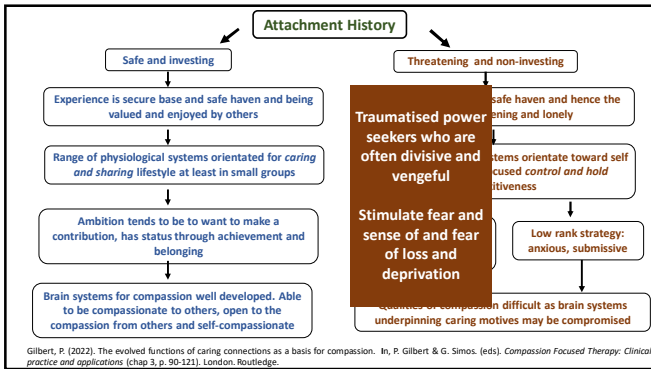 Attachment History
Safe and investing
Experience is secure base and safe haven and being
valued and enjoyed by others
Range of physiological systems orientated for caring
and sharing lifestyle at least in small groups
Ambition tends to be to want to make a
contribution, has status through achievement and
belonging
Brain systems for compassion well developed. Able
to be compassionate to others, open to the
compassion from others and self-compassionate
Threatening and non-investing
safe haven and hence the
and lonely
Traumatised power
seekers who are
often divisive and
vengeful
Stimulate fear and
sense of and fear
of loss and
deprivation
orientate toward self
control and hold
Low rank strategy:
anxious, submissive
Qualities of compassion difficult as brain systems
underpinning caring motives may be compromised
Gilbert, P. (2022). The evolved functions of caring connections as a basis for compassion. In, P. Gilbert & G. Simos. (eds). Compassion Focused Therapy: Clinical
practice and applications (chap 3, p. 90-121). London. Routledge.